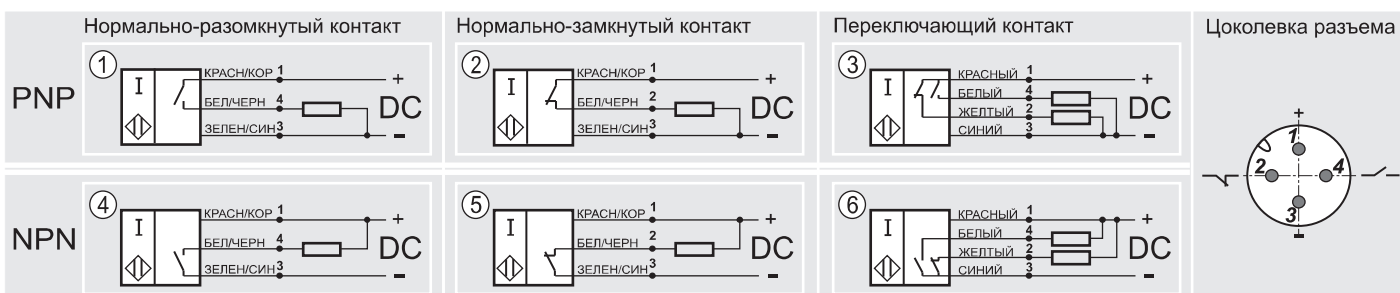 Нормально-разомкнутый контакт
Нормально-замкнутый контакт
Переключающий контакт
Цоколевка разъема
PNP
1
I
КРАСН/КОР 1
+
БЕЛ/ЧЕРН 4
DC
ЗЕЛЕН/СИН 3
-
2
I
КРАСН/КОР 1
+
БЕЛ/ЧЕРН 2
DC
ЗЕЛЕН/СИН 3
-
3
I
КРАСНЫЙ 1
+
БЕЛЫЙ 4
ЖЕЛТЫЙ 2
DC
СИНИЙ 3
-
NPN
4
I
КРАСН/КОР 1
+
БЕЛ/ЧЕРН 4
DC
ЗЕЛЕН/СИН 3
-
5
I
КРАСН/КОР 1
+
БЕЛ/ЧЕРН 2
DC
ЗЕЛЕН/СИН 3
-
6
I
КРАСНЫЙ 1
+
БЕЛЫЙ 4
ЖЕЛТЫЙ 2
DC
СИНИЙ 3
-
+
1
2 4
3
-